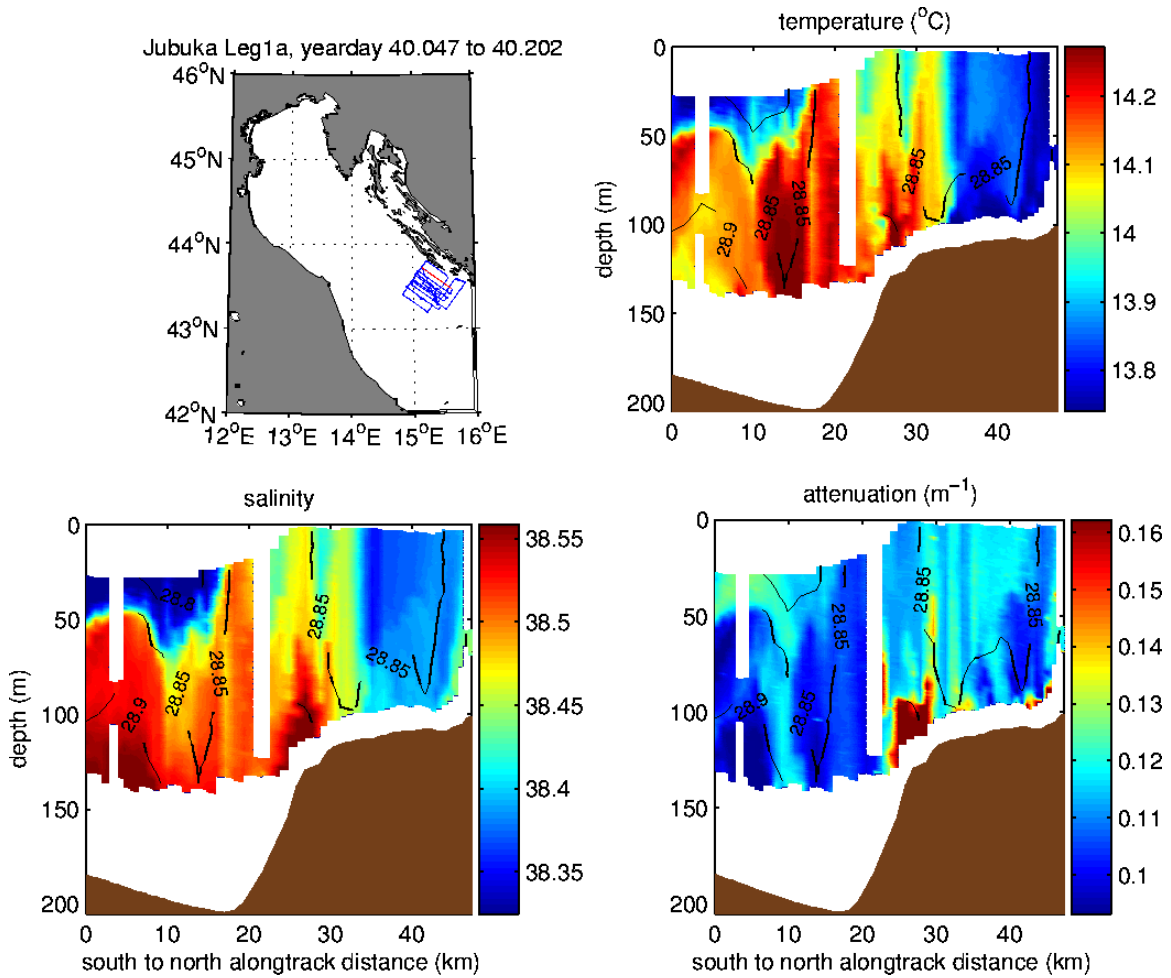 Jubuka Leg1a, yearday 40.047 to 40.202
46°N
45°N
44°N
43°N
42°N
12°E 13°E 14°E 15°E 16°E
temperature (°C)
0
50
100
150
200
depth (m)
0 10 20 30 40
28.9
28.85
28.85
28.85
14.2
14.1
14
13.9
13.8
salinity
0
50
100
150
200
depth (m)
0 10 20 30 40
south to north alongtrack distance (km)
28.8
28.9
28.85
28.85
28.85
28.85
38.55
38.5
38.45
38.4
38.35
attenuation (m⁻¹)
0
50
100
150
200
0 10 20 30 40
south to north alongtrack distance (km)
28.9
28.85
28.85
28.85
0.16
0.15
0.14
0.13
0.12
0.11
0.1